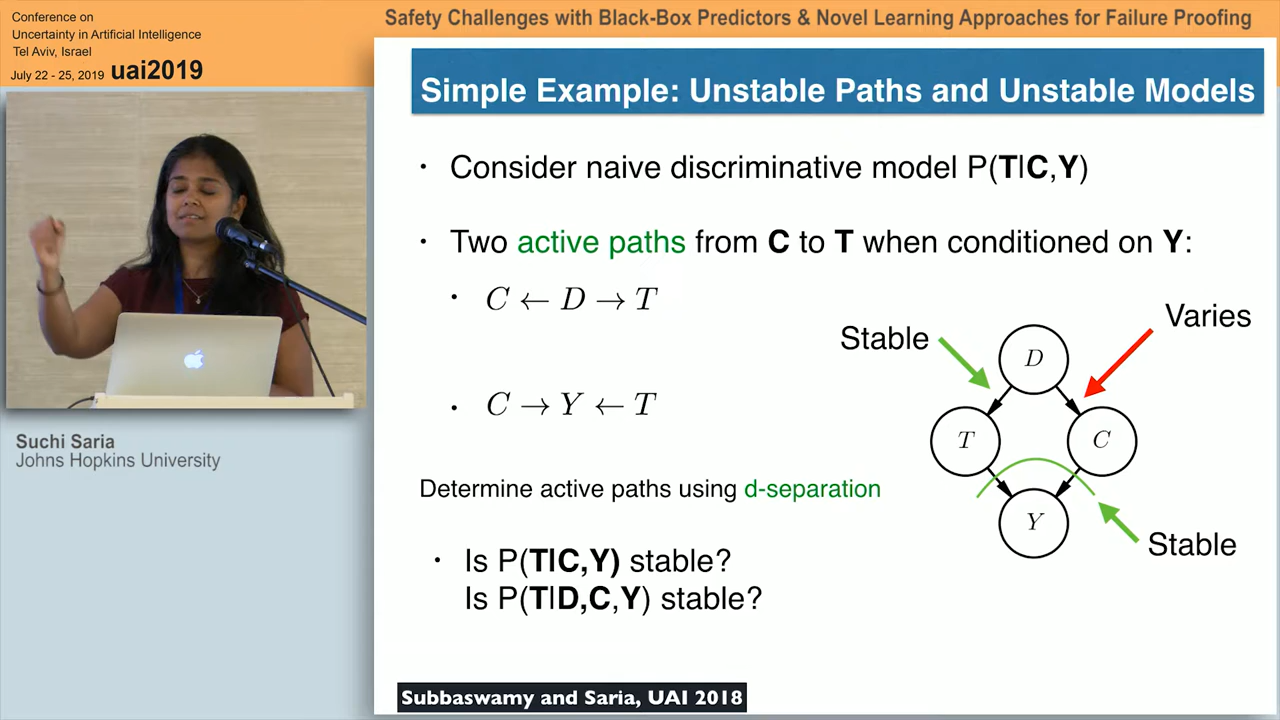 Conference on
Uncertainty in Artificial Intelligence
Tel Aviv, Israel
July 22 - 25, 2019 uai2019
Safety Challenges with Black-Box Predictors & Novel Learning Approaches for Failure Proofing
Simple Example: Unstable Paths and Unstable Models
• Consider naive discriminative model P(T|C,Y)
• Two active paths from C to T when conditioned on Y:
• C ← D → T
• C → Y ← T
Determine active paths using d-separation
• Is P(T|C,Y) stable?
Is P(T|D,C,Y) stable?
Varies
Stable
D
T
C
Y
Stable
Suchi Saria
Johns Hopkins University
Subbaswamy and Saria, UAI 2018